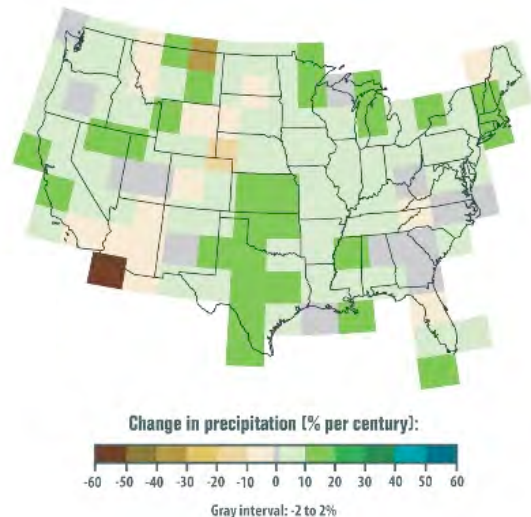 Change in precipitation (% per century):
-60 -50 -40 -30 -20 -10 0 10 20 30 40 50 60
Gray interval: -2 to 2%